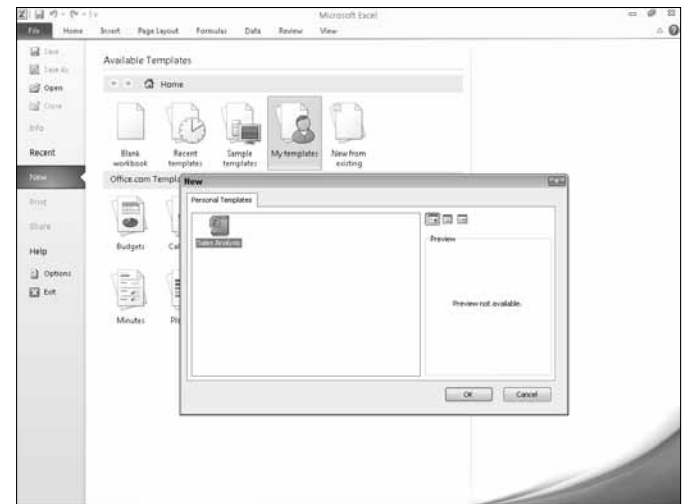 Microsoft Excel
File Home Insert Page Layout Formulas Data Review View
Save
Save As
Open
Close
Info
Recent
New
Print
Share
Help
Options
Exit
Available Templates
Home
Blank workbook
Recent templates
Sample templates
My templates
New from existing
Office.com Templa
Budgets
Cal
Minutes
Pla
New
Personal Templates
Sales Analysis
Preview
Preview not available.
OK Cancel